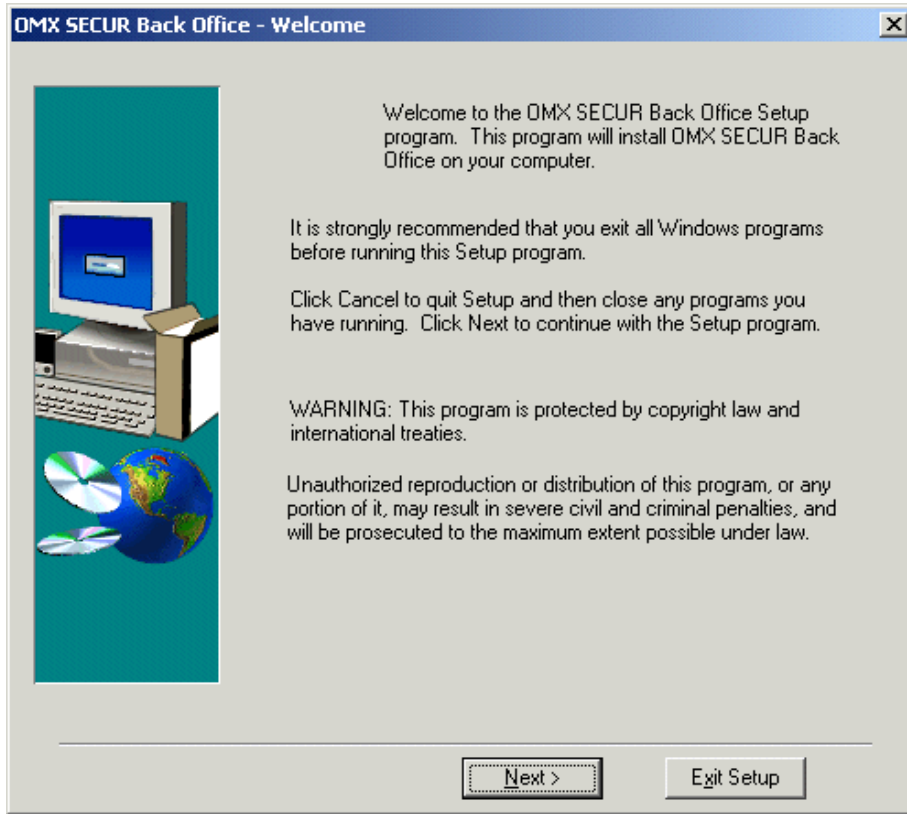 OMX SECUR Back Office - Welcome
Welcome to the OMX SECUR Back Office Setup
program. This program will install OMX SECUR Back
Office on your computer.
It is strongly recommended that you exit all Windows programs
before running this Setup program.
Click Cancel to quit Setup and then close any programs you
have running. Click Next to continue with the Setup program.
WARNING: This program is protected by copyright law and
international treaties.
Unauthorized reproduction or distribution of this program, or any
portion of it, may result in severe civil and criminal penalties, and
will be prosecuted to the maximum extent possible under law.
Next >
Exit Setup